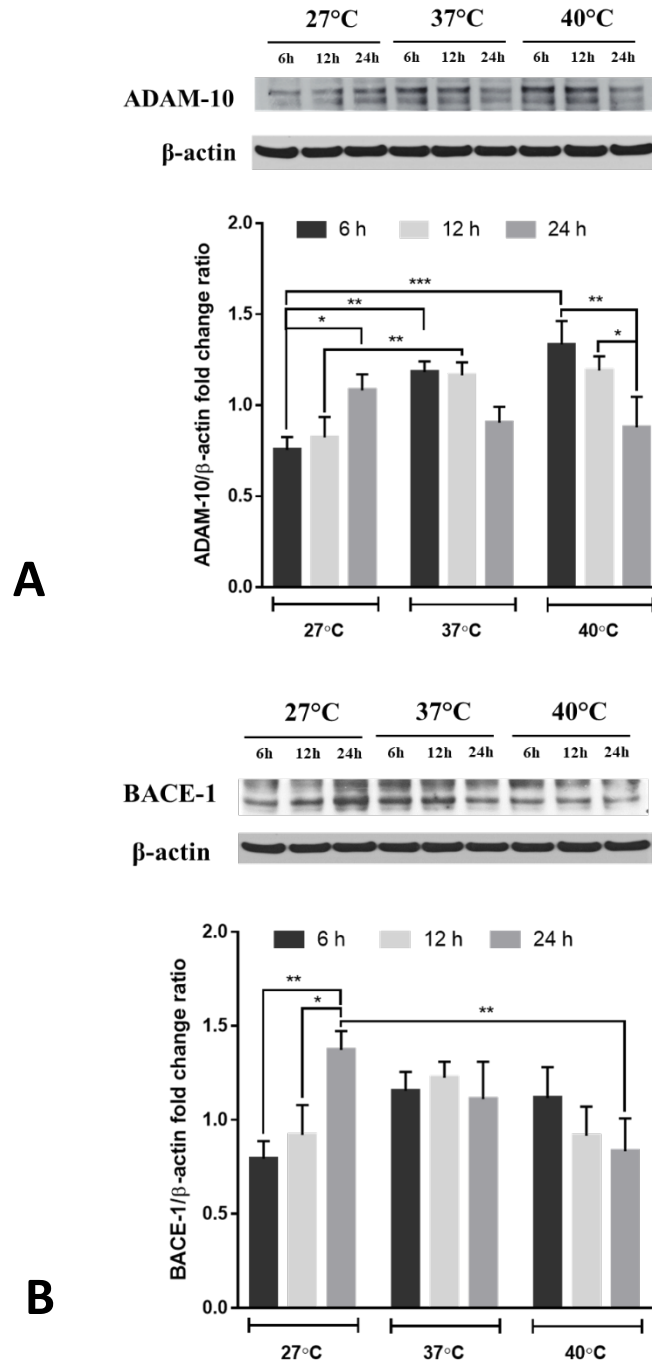 27°C 37°C 40°C
6h 12h 24h 6h 12h 24h 6h 12h 24h
ADAM-10
β-actin
2.0
6 h 12 h 24 h
***
** **
*
** *
1.5
1.0
0.5
0.0
ADAM-10/β-actin fold change ratio
27°C 37°C 40°C
A
27°C 37°C 40°C
6h 12h 24h 6h 12h 24h 6h 12h 24h
BACE-1
β-actin
2.0
6 h 12 h 24 h
**
* **
1.5
1.0
0.5
0.0
BACE-1/β-actin fold change ratio
27°C 37°C 40°C
B